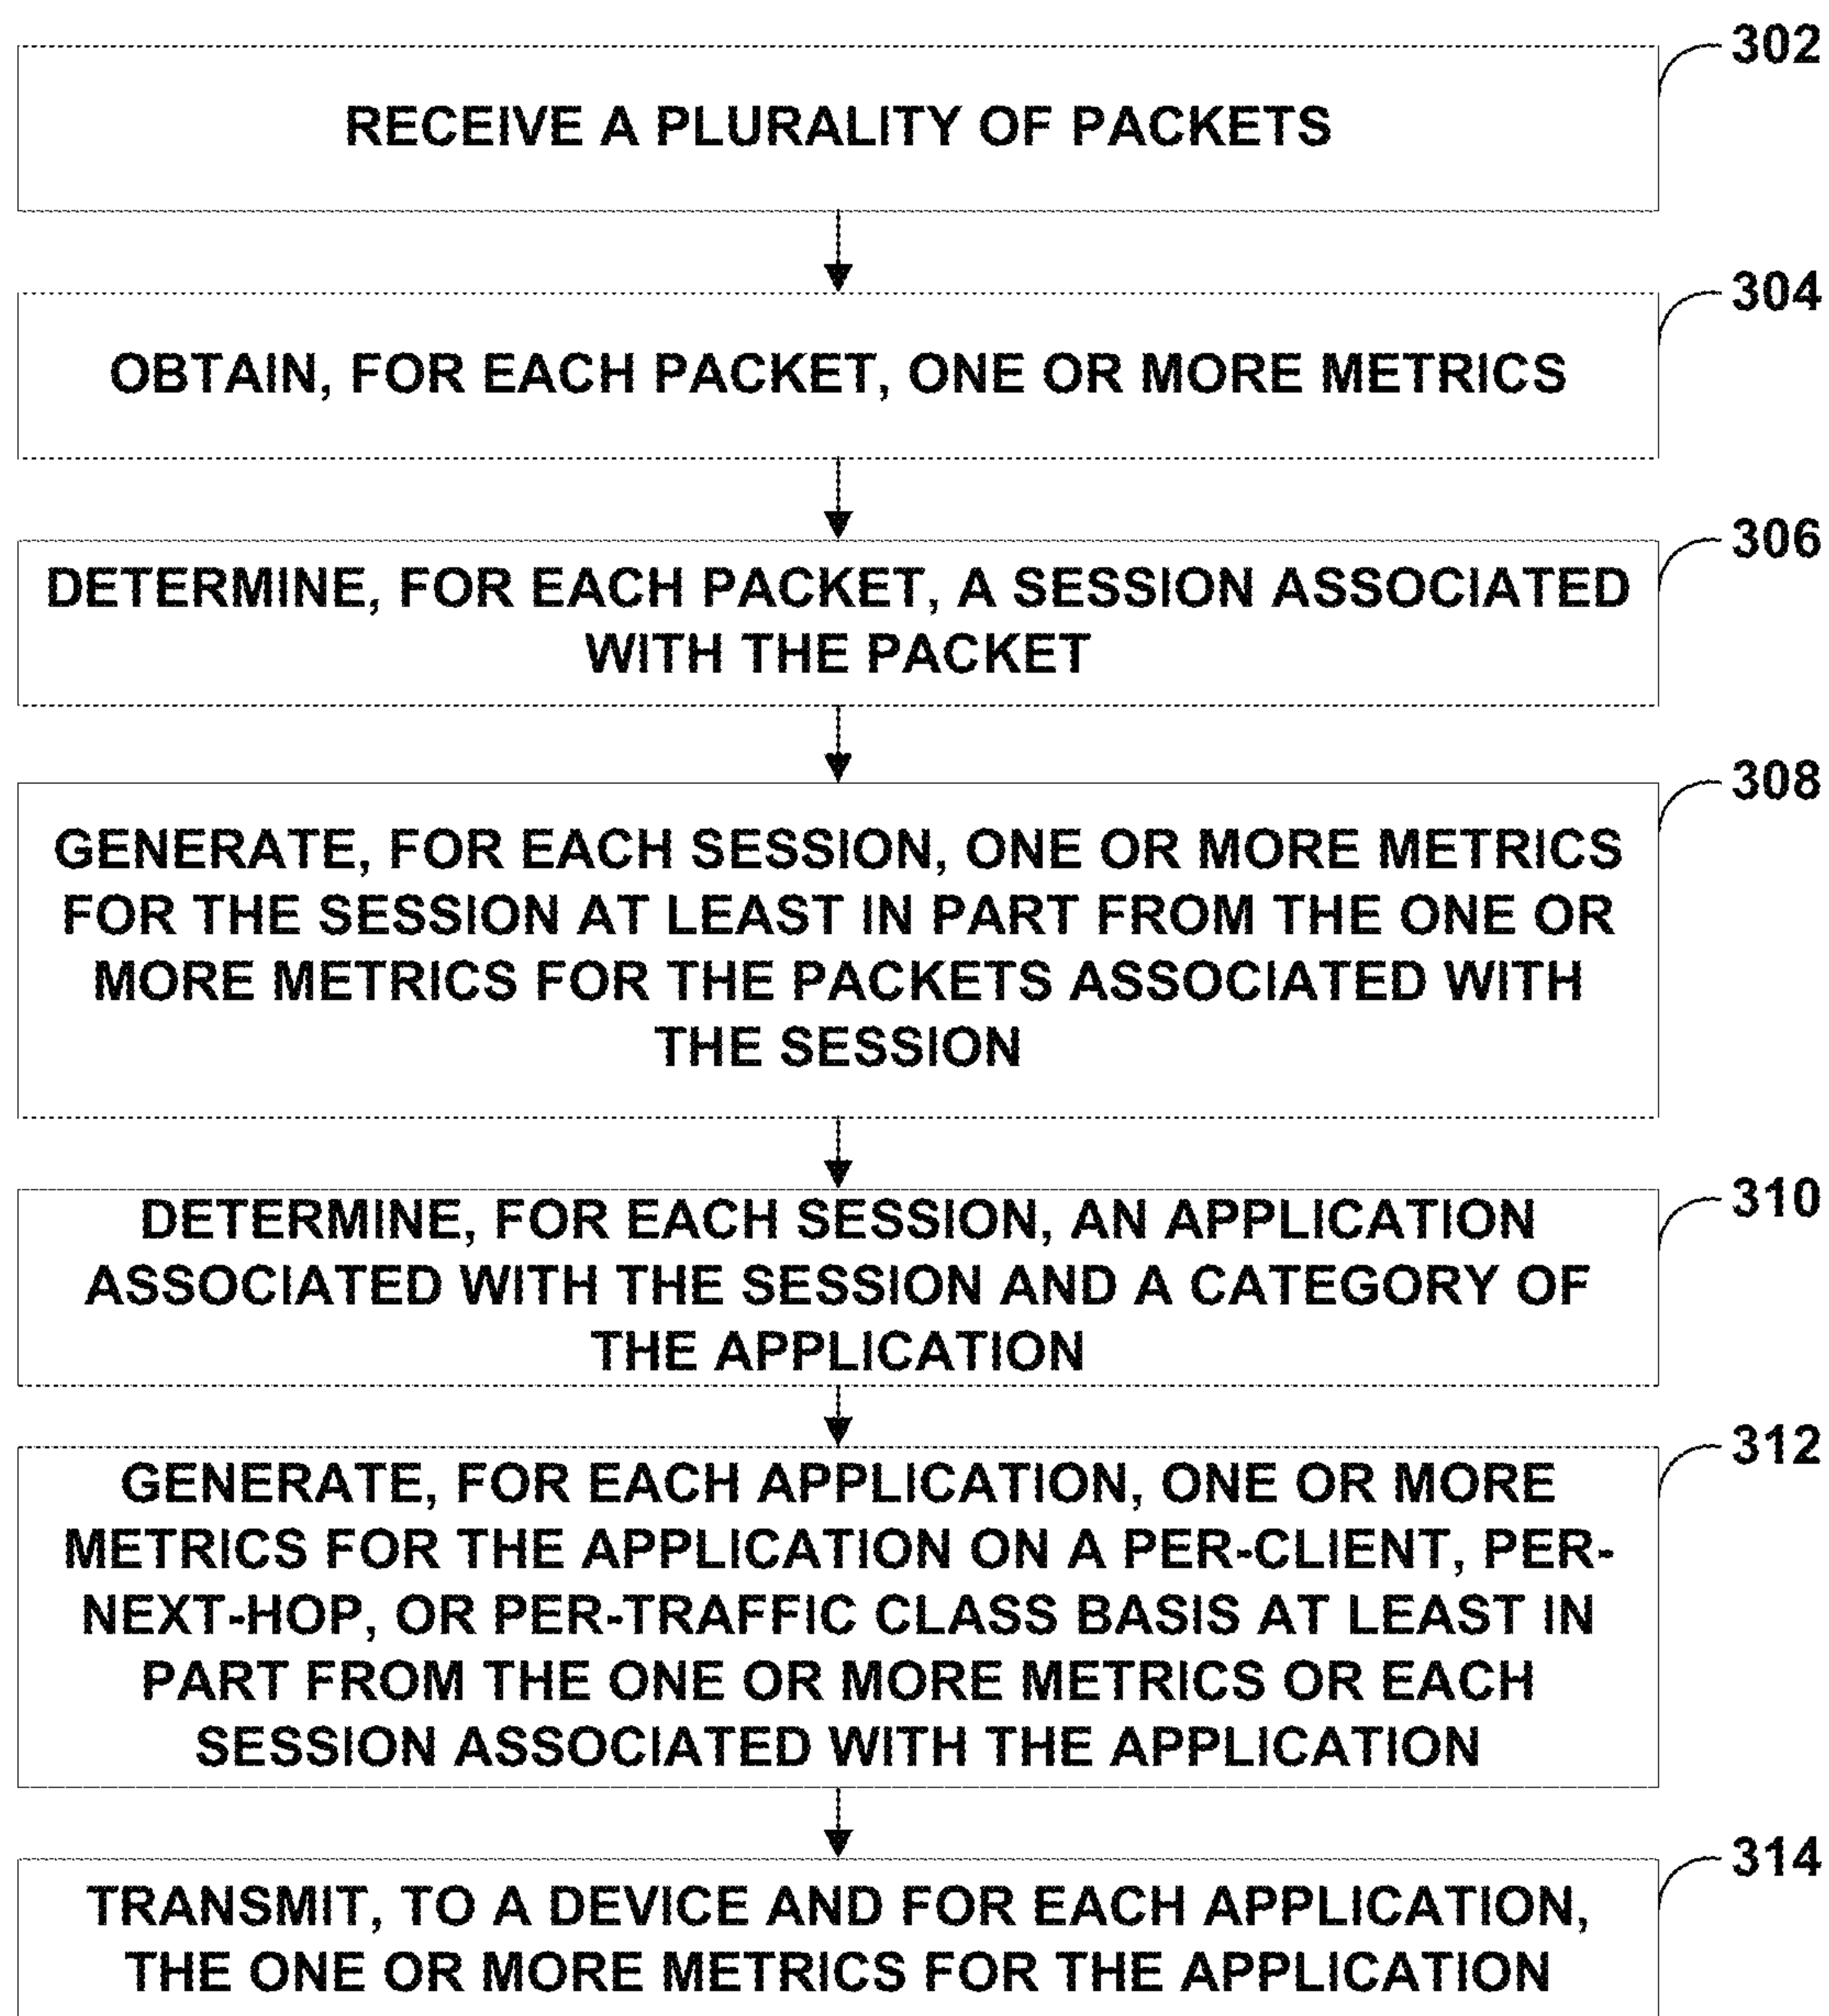 302
RECEIVE A PLURALITY OF PACKETS
304
OBTAIN, FOR EACH PACKET, ONE OR MORE METRICS
306
DETERMINE, FOR EACH PACKET, A SESSION ASSOCIATED
WITH THE PACKET
308
GENERATE, FOR EACH SESSION, ONE OR MORE METRICS
FOR THE SESSION AT LEAST IN PART FROM THE ONE OR
MORE METRICS FOR THE PACKETS ASSOCIATED WITH
THE SESSION
310
DETERMINE, FOR EACH SESSION, AN APPLICATION
ASSOCIATED WITH THE SESSION AND A CATEGORY OF
THE APPLICATION
312
GENERATE, FOR EACH APPLICATION, ONE OR MORE
METRICS FOR THE APPLICATION ON A PER-CLIENT, PER-
NEXT-HOP, OR PER-TRAFFIC CLASS BASIS AT LEAST IN
PART FROM THE ONE OR MORE METRICS OR EACH
SESSION ASSOCIATED WITH THE APPLICATION
314
TRANSMIT, TO A DEVICE AND FOR EACH APPLICATION,
THE ONE OR MORE METRICS FOR THE APPLICATION